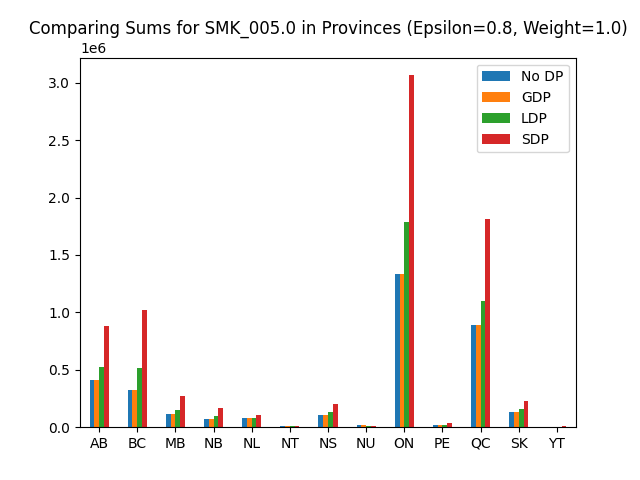 Comparing Sums for SMK_005.0 in Provinces (Epsilon=0.8, Weight=1.0)
1e6
No DP
GDP
LDP
SDP
3.0
2.5
2.0
1.5
1.0
0.5
0.0
AB BC MB NB NL NT NS NU ON PE QC SK YT